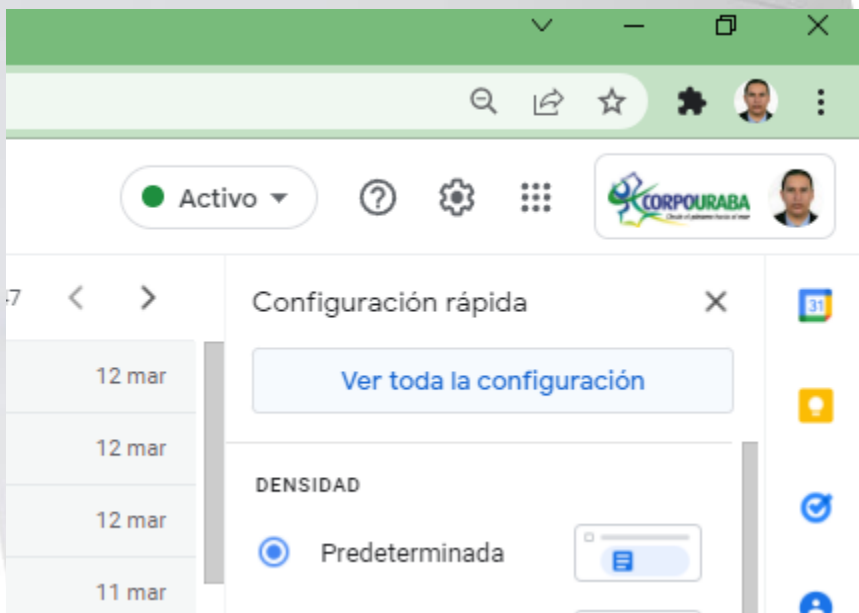 Activo
CORPOURABA
47
Configuración rápida
31
Ver toda la configuración
12 mar
12 mar
DENSIDAD
12 mar
Predeterminada
11 mar